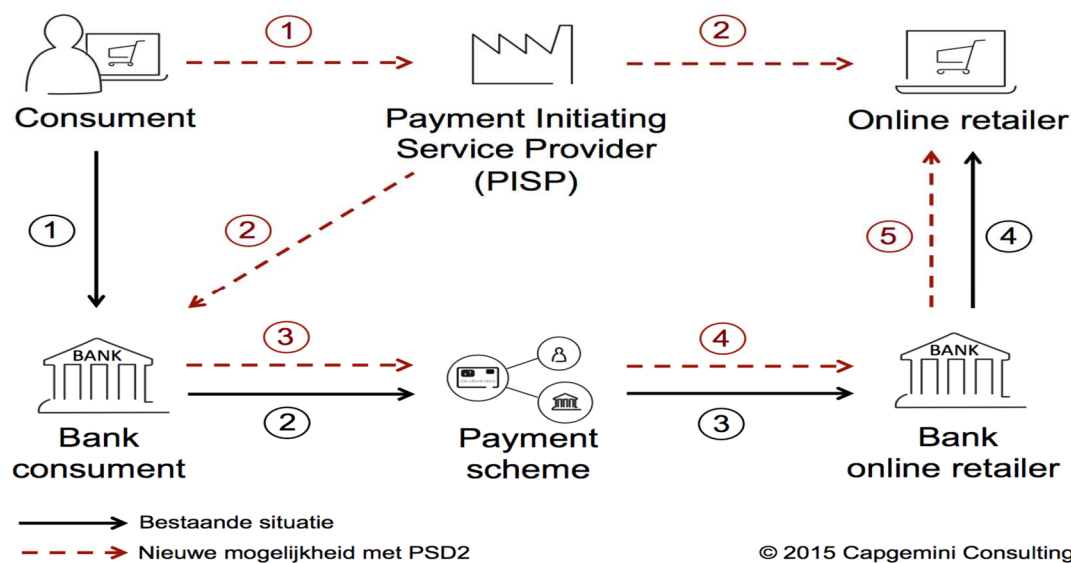 1
2
Consument
Payment Initiating
Service Provider
(PISP)
Online retailer
1
2
5
4
BANK
3
4
BANK
2
3
Bank
consument
Payment
scheme
Bank
online retailer
Bestaande situatie
Nieuwe mogelijkheid met PSD2
© 2015 Capgemini Consulting